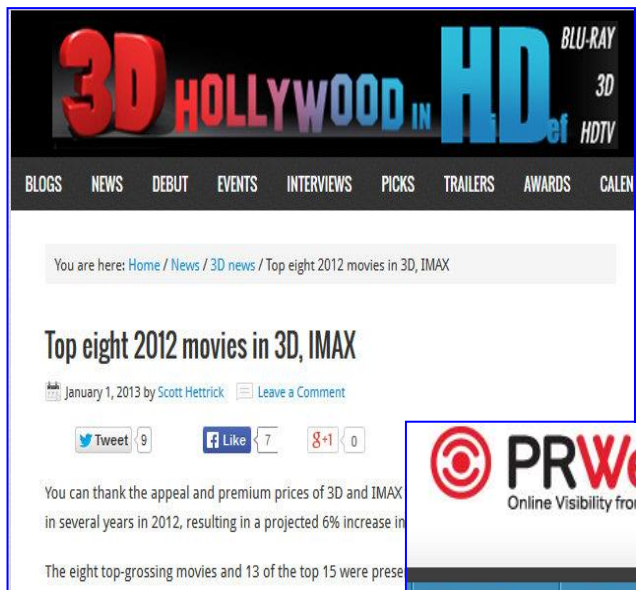 3D HOLLYWOOD IN HiDef
BLU-RAY
3D
HDTV
BLOGS NEWS DEBUT EVENTS INTERVIEWS PICKS TRAILERS AWARDS CALEN
You are here: Home / News / 3D news / Top eight 2012 movies in 3D, IMAX
Top eight 2012 movies in 3D, IMAX
January 1, 2013 by Scott Hettrick Leave a Comment
Tweet 9 Like 7 g+1 0
You can thank the appeal and premium prices of 3D and IMAX
in several years in 2012, resulting in a projected 6% increase in
The eight top-grossing movies and 13 of the top 15 were prese
PRWe
Online Visibility fro